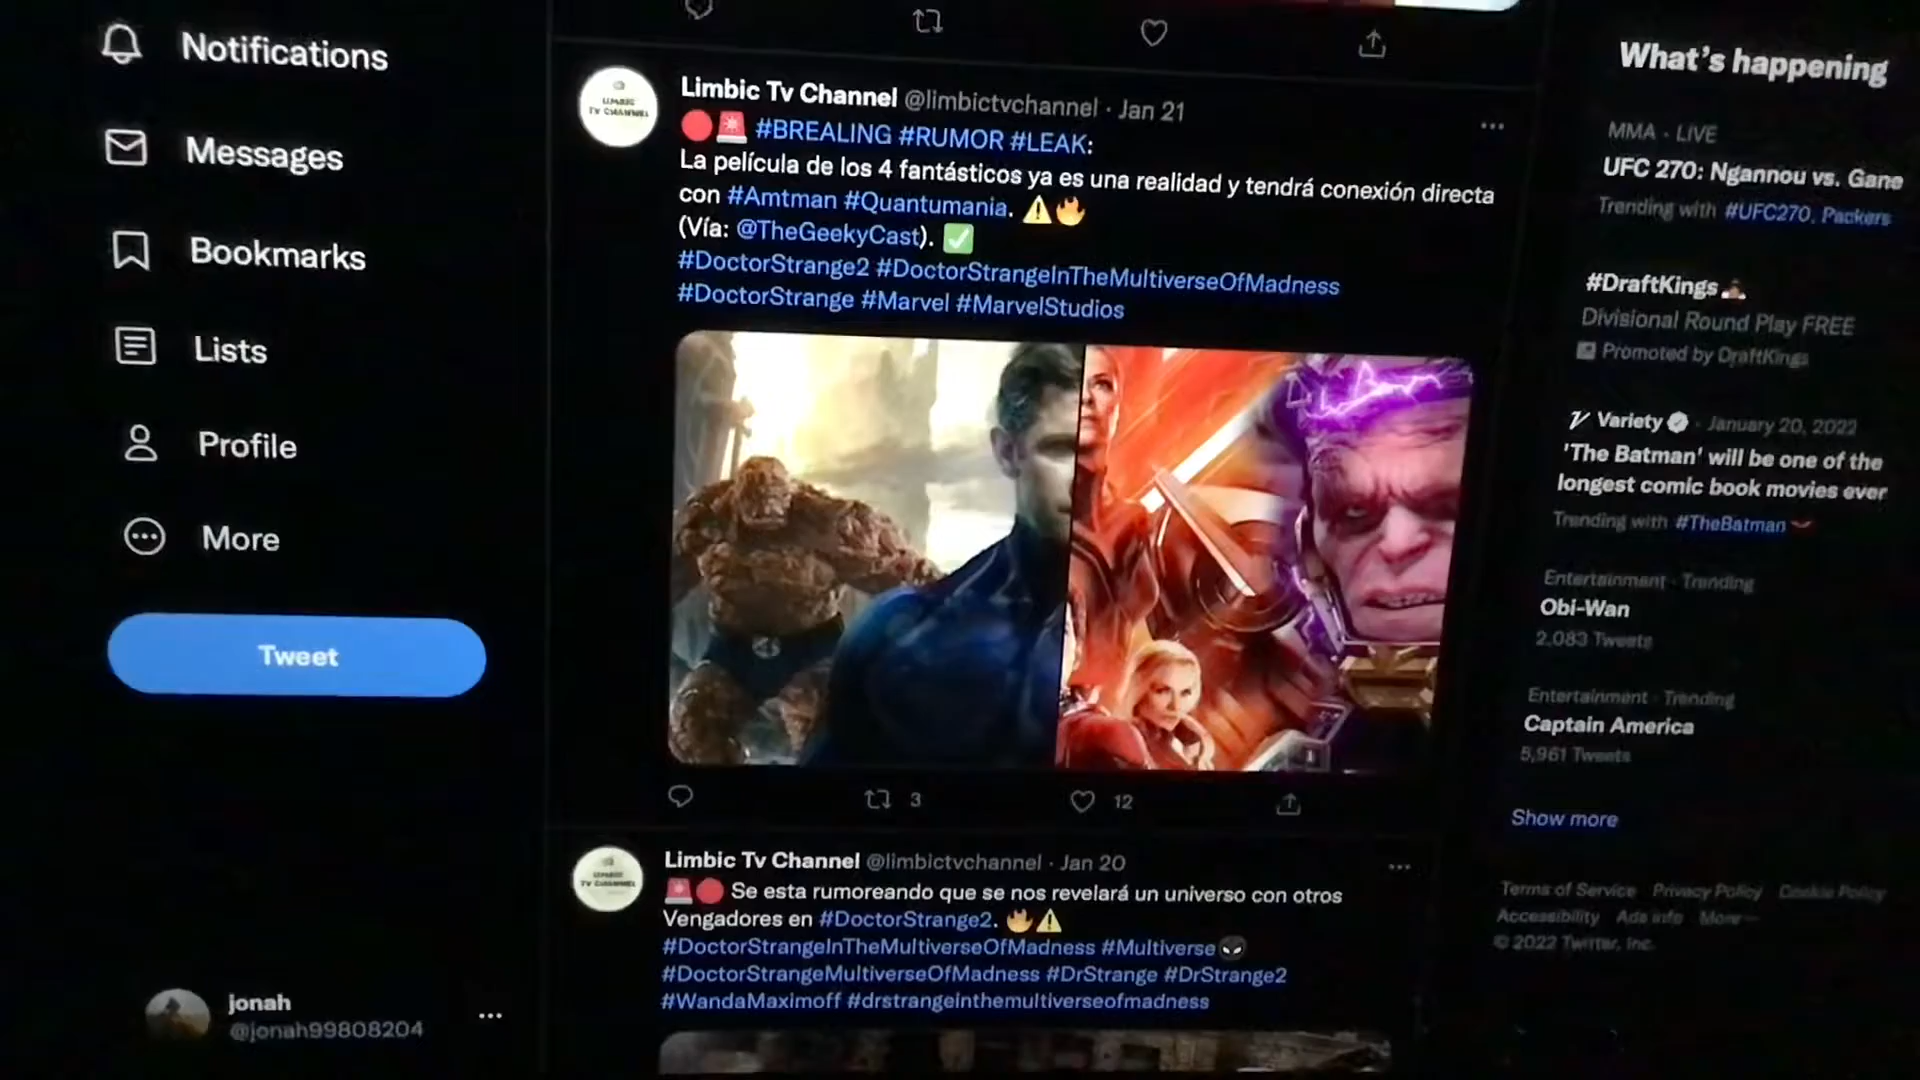 Notifications
Messages
Bookmarks
Lists
Profile
More
Tweet
jonah
@jonah99808204
Limbic Tv Channel @limbictvchannel · Jan 21
#BREALING #RUMOR #LEAK:
La película de los 4 fantásticos ya es una realidad y tendrá conexión directa
con #Amtman #Quantumania.
(Vía: @TheGeekyCast).
#DoctorStrange2 #DoctorStrangeInTheMultiverseOfMadness
#DoctorStrange #Marvel #MarvelStudios
LIMBIC
TV CHANNEL
3
12
Limbic Tv Channel @limbictvchannel · Jan 20
Se esta rumoreando que se nos revelará un universo con otros
Vengadores en #DoctorStrange2.
#DoctorStrangeInTheMultiverseOfMadness #Multiverse
#DoctorStrangeMultiverseOfMadness #DrStrange #DrStrange2
#WandaMaximoff #drstrangeinthemultiverseofmadness
LIMBIC
TV CHANNEL
What's happening
MMA · LIVE
UFC 270: Ngannou vs. Gane
Trending with #UFC270, Packers
#DraftKings
Divisional Round Play FREE
Promoted by DraftKings
Variety · January 20, 2022
'The Batman' will be one of the
longest comic book movies ever
Trending with #TheBatman
Entertainment · Trending
Obi-Wan
2,083 Tweets
Entertainment · Trending
Captain America
5,961 Tweets
Show more
Terms of Service Privacy Policy Cookie Policy
Accessibility Ads info More
© 2022 Twitter, Inc.